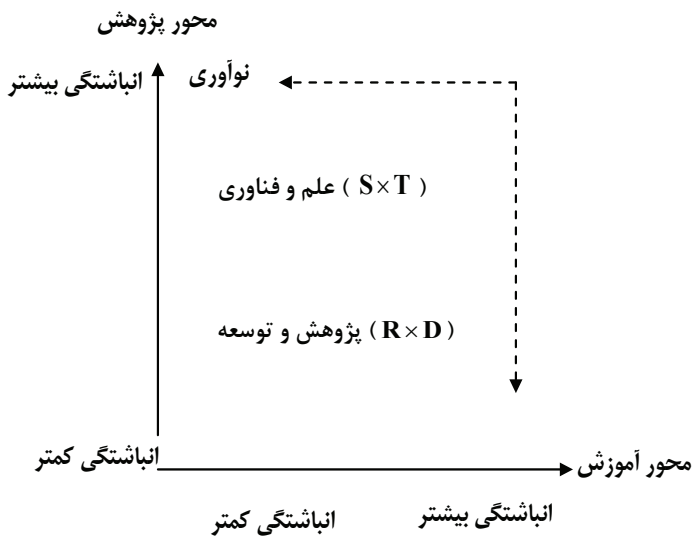 محور پژوهش
انباشتگی بیشتر
نوآوری
علم و فناوری ( S×T )
پژوهش و توسعه ( R×D )
انباشتگی کمتر
محور آموزش
انباشتگی بیشتر
انباشتگی کمتر